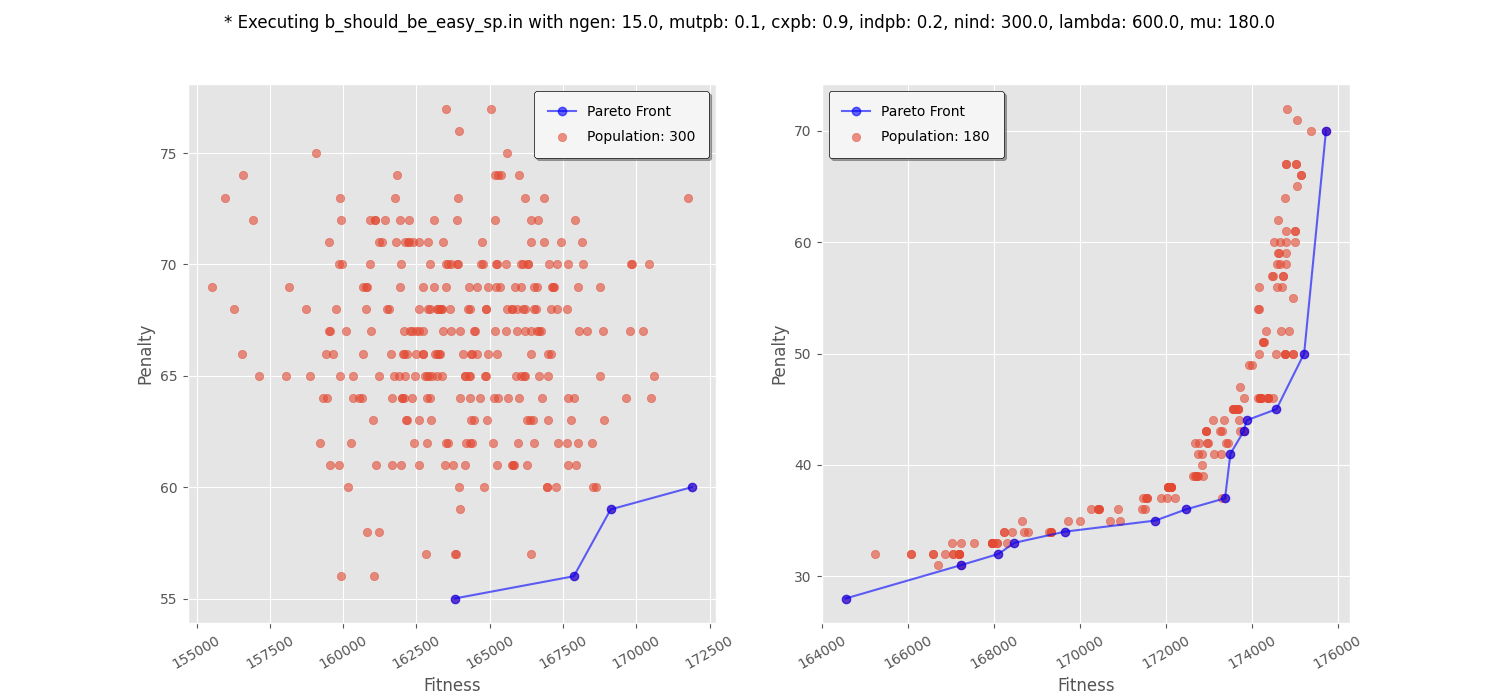 * Executing b_should_be_easy_sp.in with ngen: 15.0, mutpb: 0.1, cxpb: 0.9, indpb: 0.2, nind: 300.0, lambda: 600.0, mu: 180.0
Pareto Front
Population: 300
75
70
65
60
55
Penalty
155000
157500
160000
162500
165000
167500
170000
172500
Fitness
Pareto Front
Population: 180
70
60
50
40
30
Penalty
164000
166000
168000
170000
172000
174000
176000
Fitness